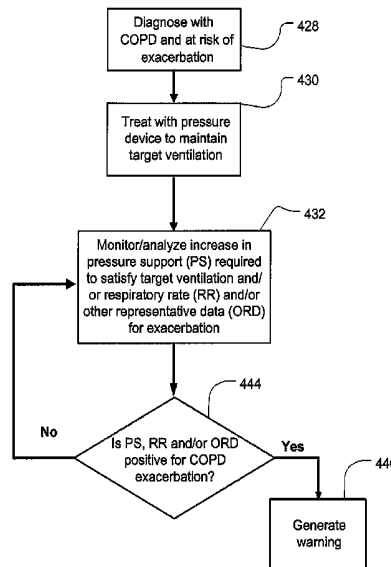 Diagnose with
COPD and at risk of
exacerbation
428
430
Treat with pressure
device to maintain
target ventilation
432
Monitor/analyze increase in
pressure support (PS) required
to satisfy target ventilation and/
or respiratory rate (RR) and/or
other representative data (ORD)
for exacerbation
444
No
Is PS, RR and/or ORD
positive for COPD
exacerbation?
Yes
Generate
warning